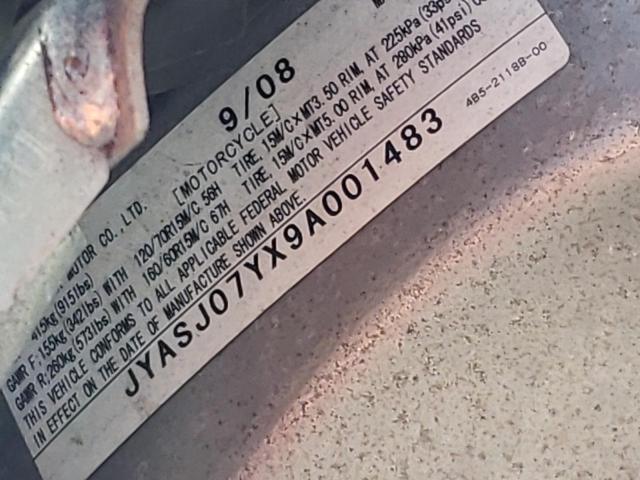 9/08
MOTOR CO., LTD. [MOTORCYCLE]
415kg(915lbs)
GAWR F: 155kg(342lbs) WITH 120/70R15M/C 56H TIRE, 15M/C×MT3.50 RIM, AT 225kPa(33psi
GAWR R: 260kg(573lbs) WITH 160/60R15M/C 67H TIRE, 15M/C×MT5.00 RIM, AT 280kPa(41psi)
THIS VEHICLE CONFORMS TO ALL APPLICABLE FEDERAL MOTOR VEHICLE SAFETY STANDARDS
IN EFFECT ON THE DATE OF MANUFACTURE SHOWN ABOVE.
JYASJ07YX9A001483
4B5-2118B-00